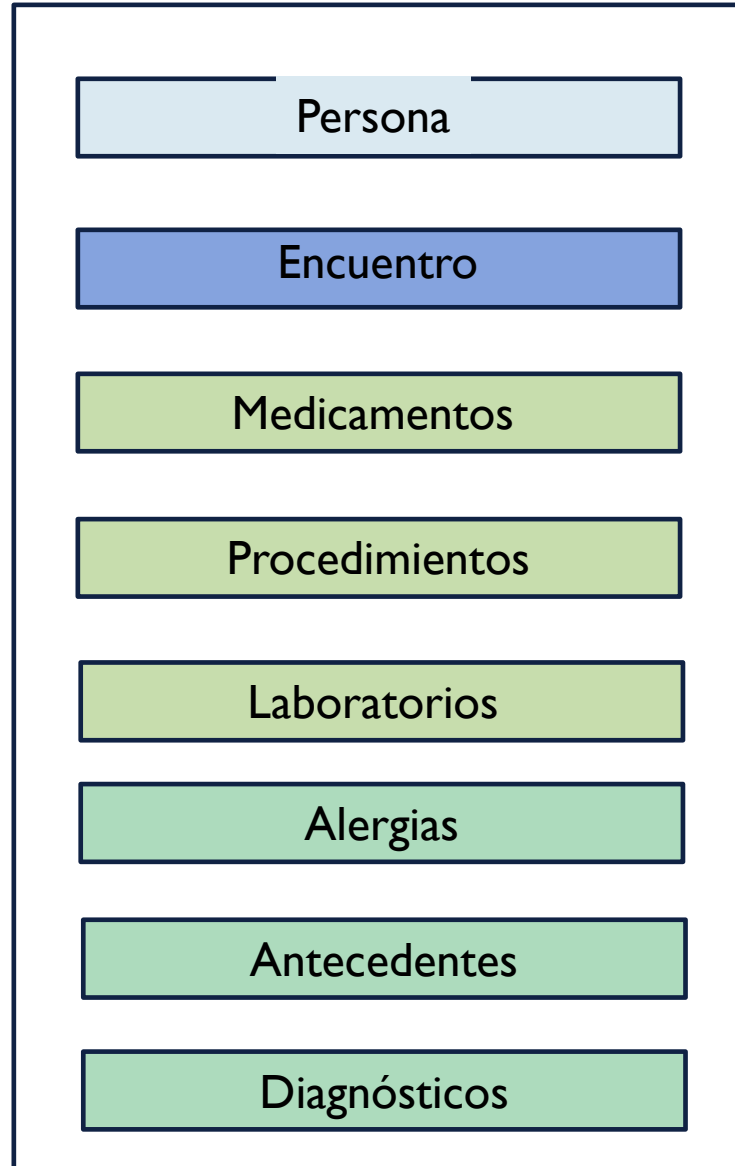 Persona
Encuentro
Medicamentos
Procedimientos
Laboratorios
Alergias
Antecedentes
Diagnósticos